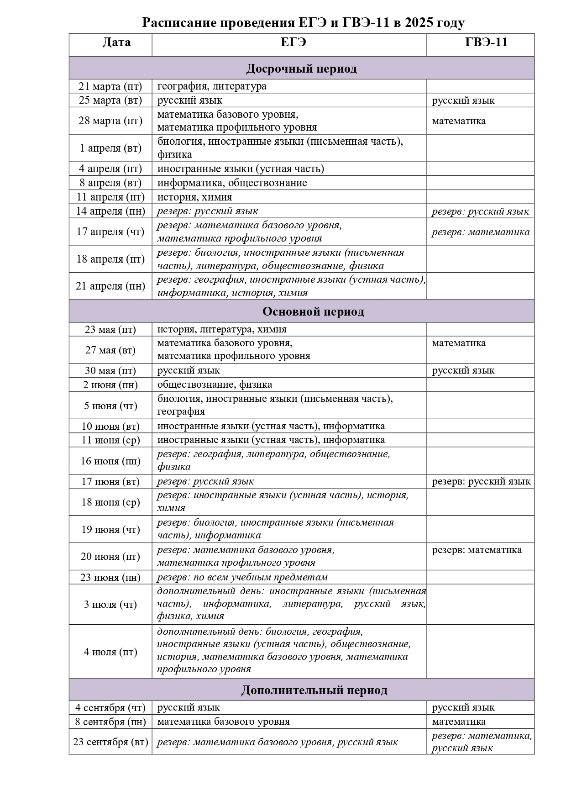 Расписание проведения ЕГЭ и ГВЭ-11 в 2025 году
Дата ЕГЭ ГВЭ-11
Досрочный период
21 марта (пт) география, литература
25 марта (вт) русский язык русский язык
28 марта (пт) математика базового уровня,
математика профильного уровня математика
1 апреля (вт) биология, иностранные языки (письменная часть),
физика
4 апреля (пт) иностранные языки (устная часть)
8 апреля (вт) информатика, обществознание
11 апреля (пт) история, химия
14 апреля (пн) резерв: русский язык резерв: русский язык
17 апреля (чт) резерв: математика базового уровня,
математика профильного уровня резерв: математика
18 апреля (пт) резерв: биология, иностранные языки (письменная
часть), литература, обществознание, физика
21 апреля (пн) резерв: география, иностранные языки (устная часть),
информатика, история, химия
Основной период
23 мая (пт) история, литература, химия
27 мая (вт) математика базового уровня, математика
математика профильного уровня
30 мая (пт) русский язык русский язык
2 июня (пн) обществознание, физика
5 июня (чт) биология, иностранные языки (письменная часть),
география
10 июня (вт) иностранные языки (устная часть), информатика
11 июня (ср) иностранные языки (устная часть), информатика
16 июня (пн) резерв: география, литература, обществознание,
физика
17 июня (вт) резерв: русский язык резерв: русский язык
18 июня (ср) резерв: иностранные языки (устная часть), история,
химия
19 июня (чт) резерв: биология, иностранные языки (письменная
часть), информатика
20 июня (пт) резерв: математика базового уровня, резерв: математика
математика профильного уровня
23 июня (пн) резерв: по всем учебным предметам
3 июля (чт) дополнительный день: иностранные языки (письменная
часть), информатика, литература, русский язык,
физика, химия
4 июля (пт) дополнительный день: биология, география,
иностранные языки (устная часть), обществознание,
история, математика базового уровня, математика
профильного уровня
Дополнительный период
4 сентября (чт) русский язык русский язык
8 сентября (пн) математика базового уровня математика
23 сентября (вт) резерв: математика базового уровня, русский язык резерв: математика,
русский язык